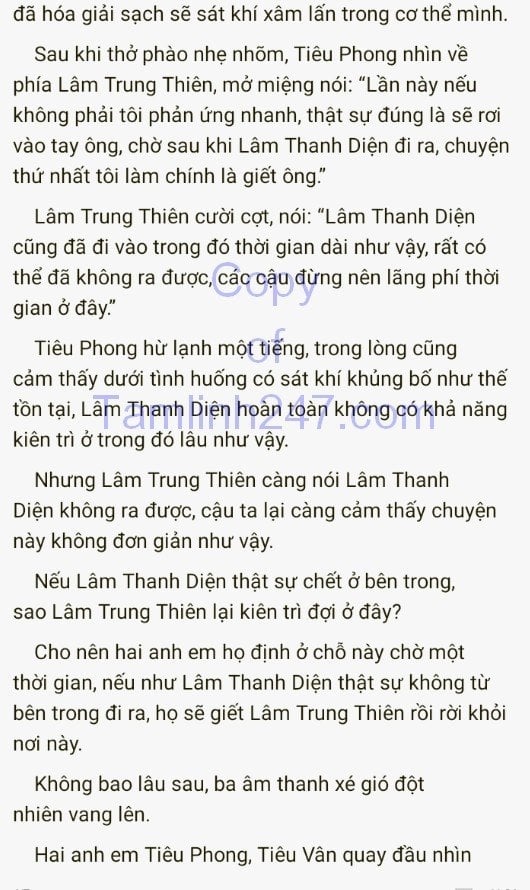 đã hóa giải sạch sẽ sát khí xâm lấn trong cơ thể mình.
Sau khi thở phào nhẹ nhõm, Tiêu Phong nhìn về
phía Lâm Trung Thiên, mở miệng nói: “Lần này nếu
không phải tôi phản ứng nhanh, thật sự đúng là sẽ rơi
vào tay ông, chờ sau khi Lâm Thanh Diện đi ra, chuyện
thứ nhất tôi làm chính là giết ông.”
Lâm Trung Thiên cười cợt, nói: “Lâm Thanh Diện
cũng đã đi vào trong đó thời gian dài như vậy, rất có
thể đã không ra được, các cậu đừng nên lãng phí thời
gian ở đây.”
Copy
of
Tamlinh247.com
Tiêu Phong hừ lạnh một tiếng, trong lòng cũng
cảm thấy dưới tình huống có sát khí khủng bố như thế
tồn tại, Lâm Thanh Diện hoàn toàn không có khả năng
kiên trì ở trong đó lâu như vậy.
Nhưng Lâm Trung Thiên càng nói Lâm Thanh
Diện không ra được, cậu ta lại càng cảm thấy chuyện
này không đơn giản như vậy.
Nếu Lâm Thanh Diện thật sự chết ở bên trong,
sao Lâm Trung Thiên lại kiên trì đợi ở đây?
Cho nên hai anh em họ định ở chỗ này chờ một
thời gian, nếu như Lâm Thanh Diện thật sự không từ
bên trong đi ra, họ sẽ giết Lâm Trung Thiên rồi rời khỏi
nơi này.
Không bao lâu sau, ba âm thanh xé gió đột
nhiên vang lên.
Hai anh em Tiêu Phong, Tiêu Vân quay đầu nhìn